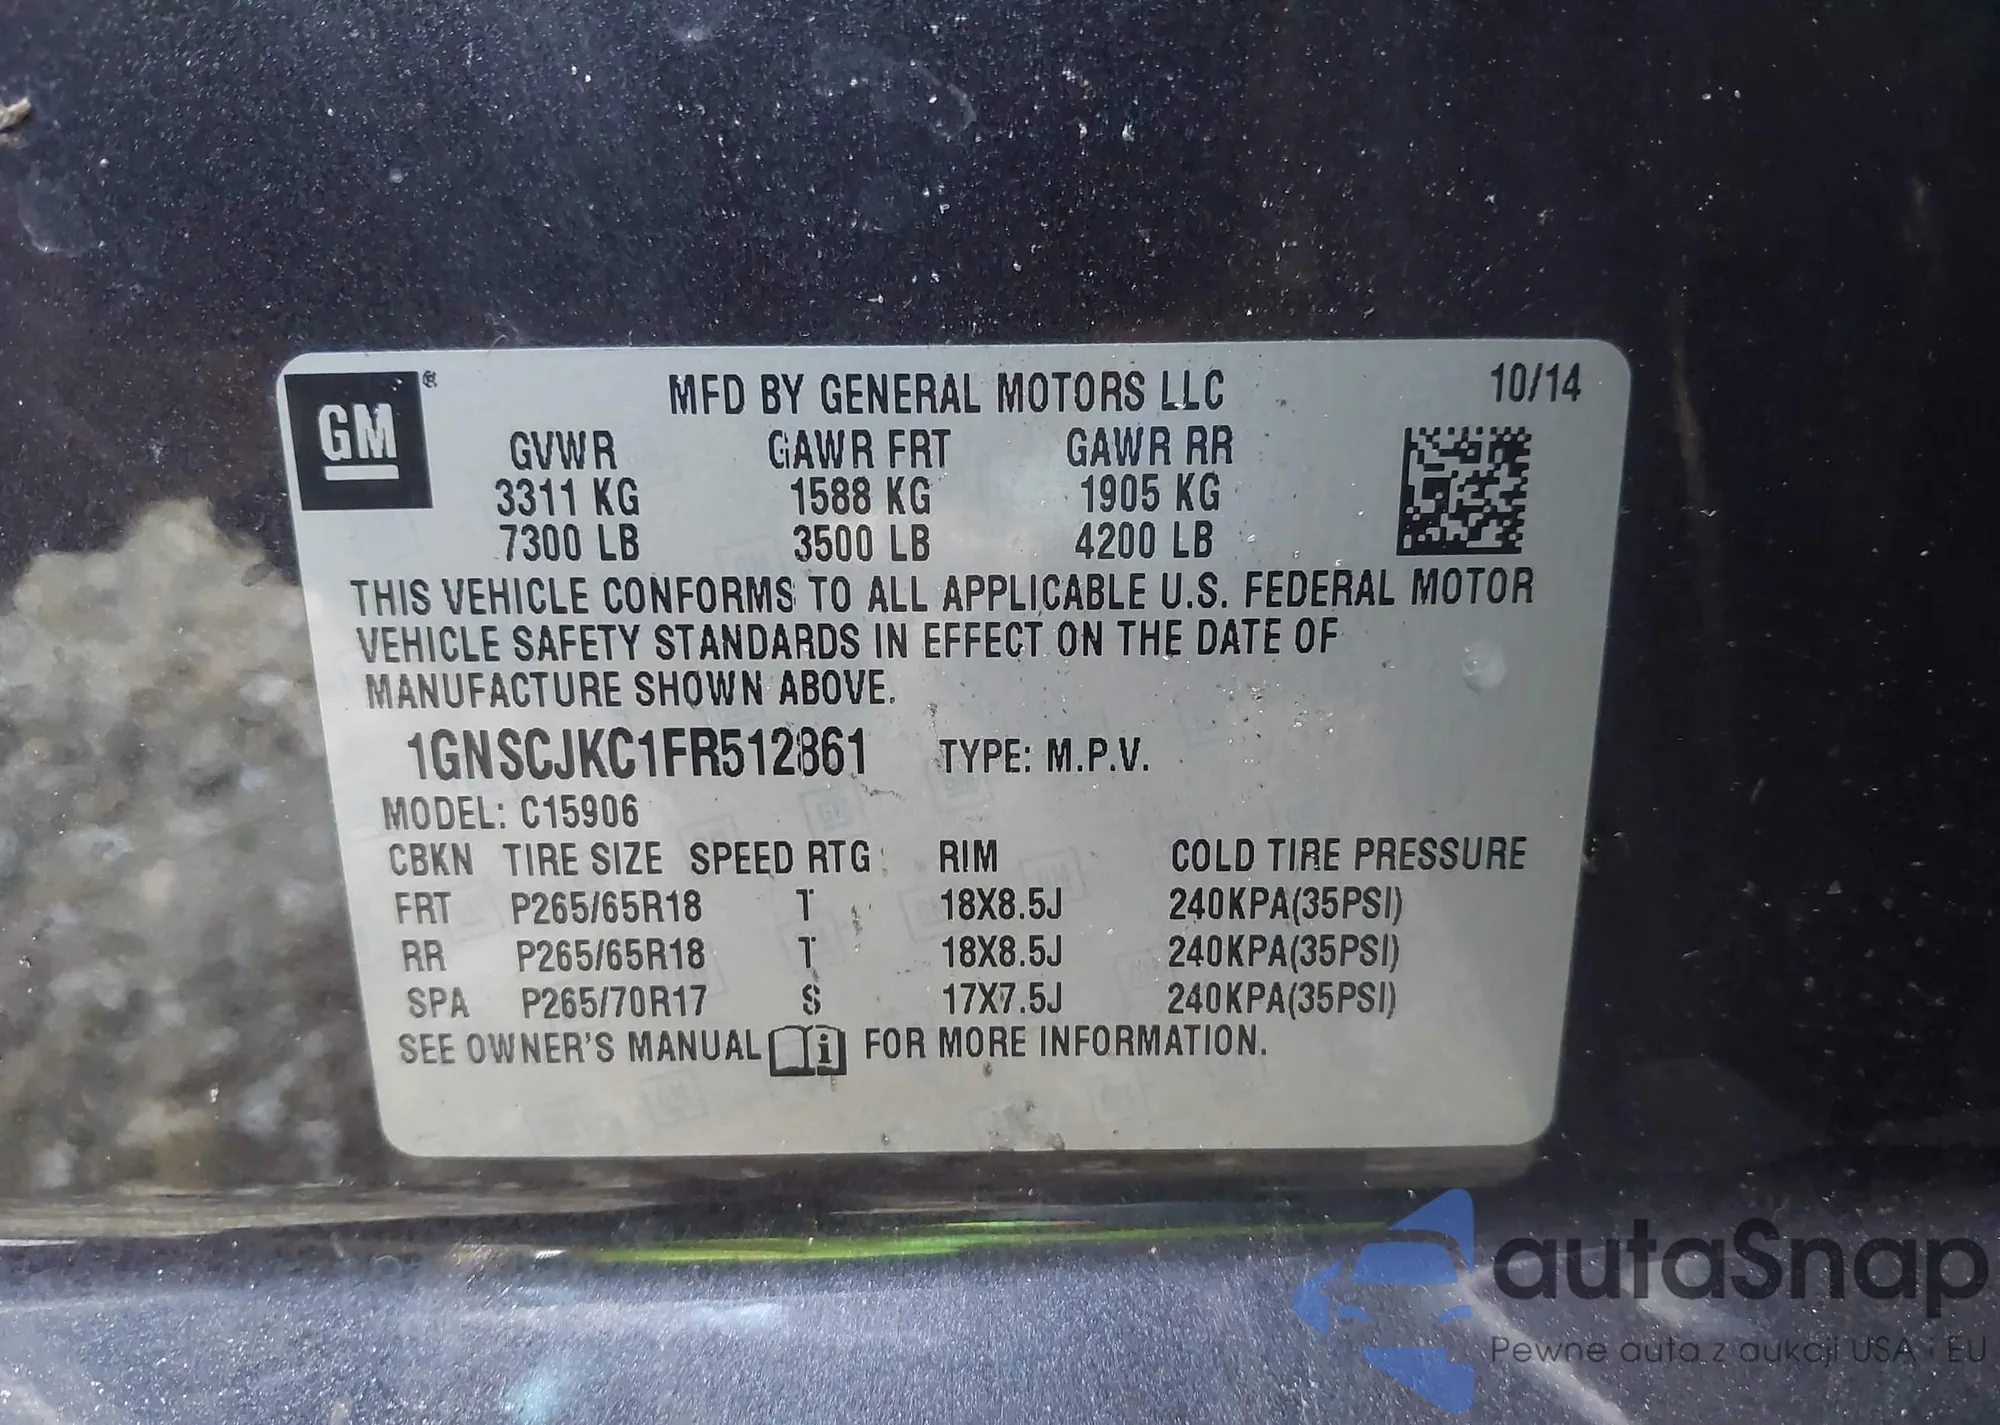 GM ®
MFD BY GENERAL MOTORS LLC 10/14
GVWR GAWR FRT GAWR RR
3311 KG 1588 KG 1905 KG
7300 LB 3500 LB 4200 LB
THIS VEHICLE CONFORMS TO ALL APPLICABLE U.S. FEDERAL MOTOR
VEHICLE SAFETY STANDARDS IN EFFECT ON THE DATE OF
MANUFACTURE SHOWN ABOVE.
1GNSCJKC1FR512861 TYPE: M.P.V.
MODEL: C15906
CBKN TIRE SIZE SPEED RTG RIM COLD TIRE PRESSURE
FRT P265/65R18 T 18X8.5J 240KPA(35PSI)
RR P265/65R18 T 18X8.5J 240KPA(35PSI)
SPA P265/70R17 S 17X7.5J 240KPA(35PSI)
SEE OWNER'S MANUAL i FOR MORE INFORMATION.
autaSnap
Pewne auta z aukcji USA i EU